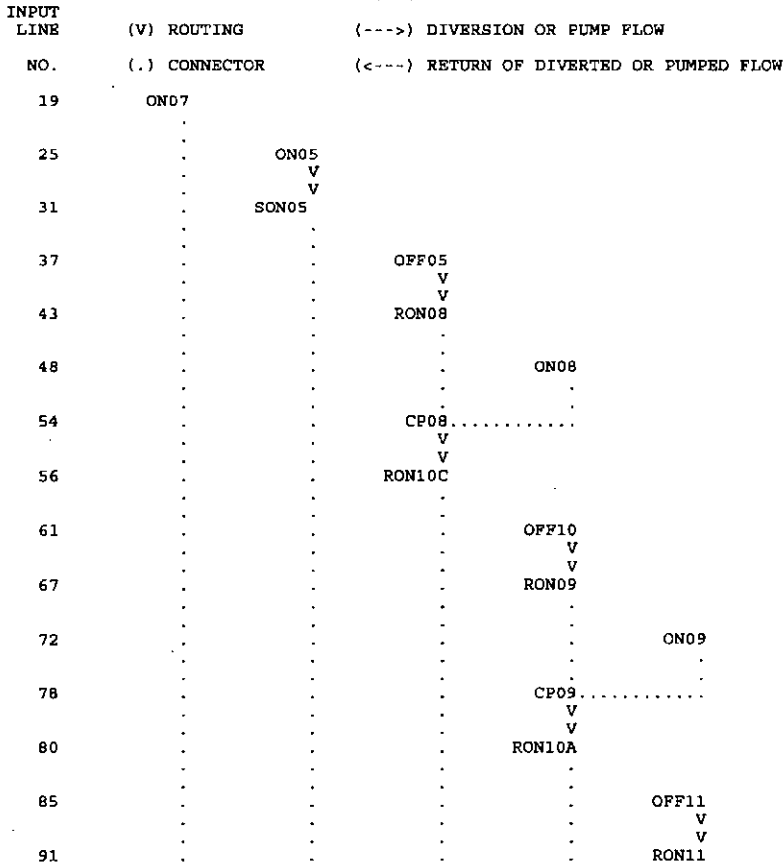 INPUT
LINE (V) ROUTING (--->) DIVERSION OR PUMP FLOW
NO. (.) CONNECTOR (<---) RETURN OF DIVERTED OR PUMPED FLOW
19 ON07
.
.
25 . ON05
. V
. V
31 . SON05
. .
. .
37 . . OFF05
. . V
. . V
43 . . RON08
. . .
. . .
48 . . . ON08
. . . .
. . . .
54 . . CP08............
. . V
. . V
56 . . RON10C
. . .
. . .
61 . . . OFF10
. . . V
. . . V
67 . . . RON09
. . . .
. . . .
72 . . . . ON09
. . . . .
. . . . .
78 . . . CP09............
. . . V
. . . V
80 . . . RON10A
. . . .
. . . .
85 . . . . OFF11
. . . . V
. . . . V
91 . . . . RON11